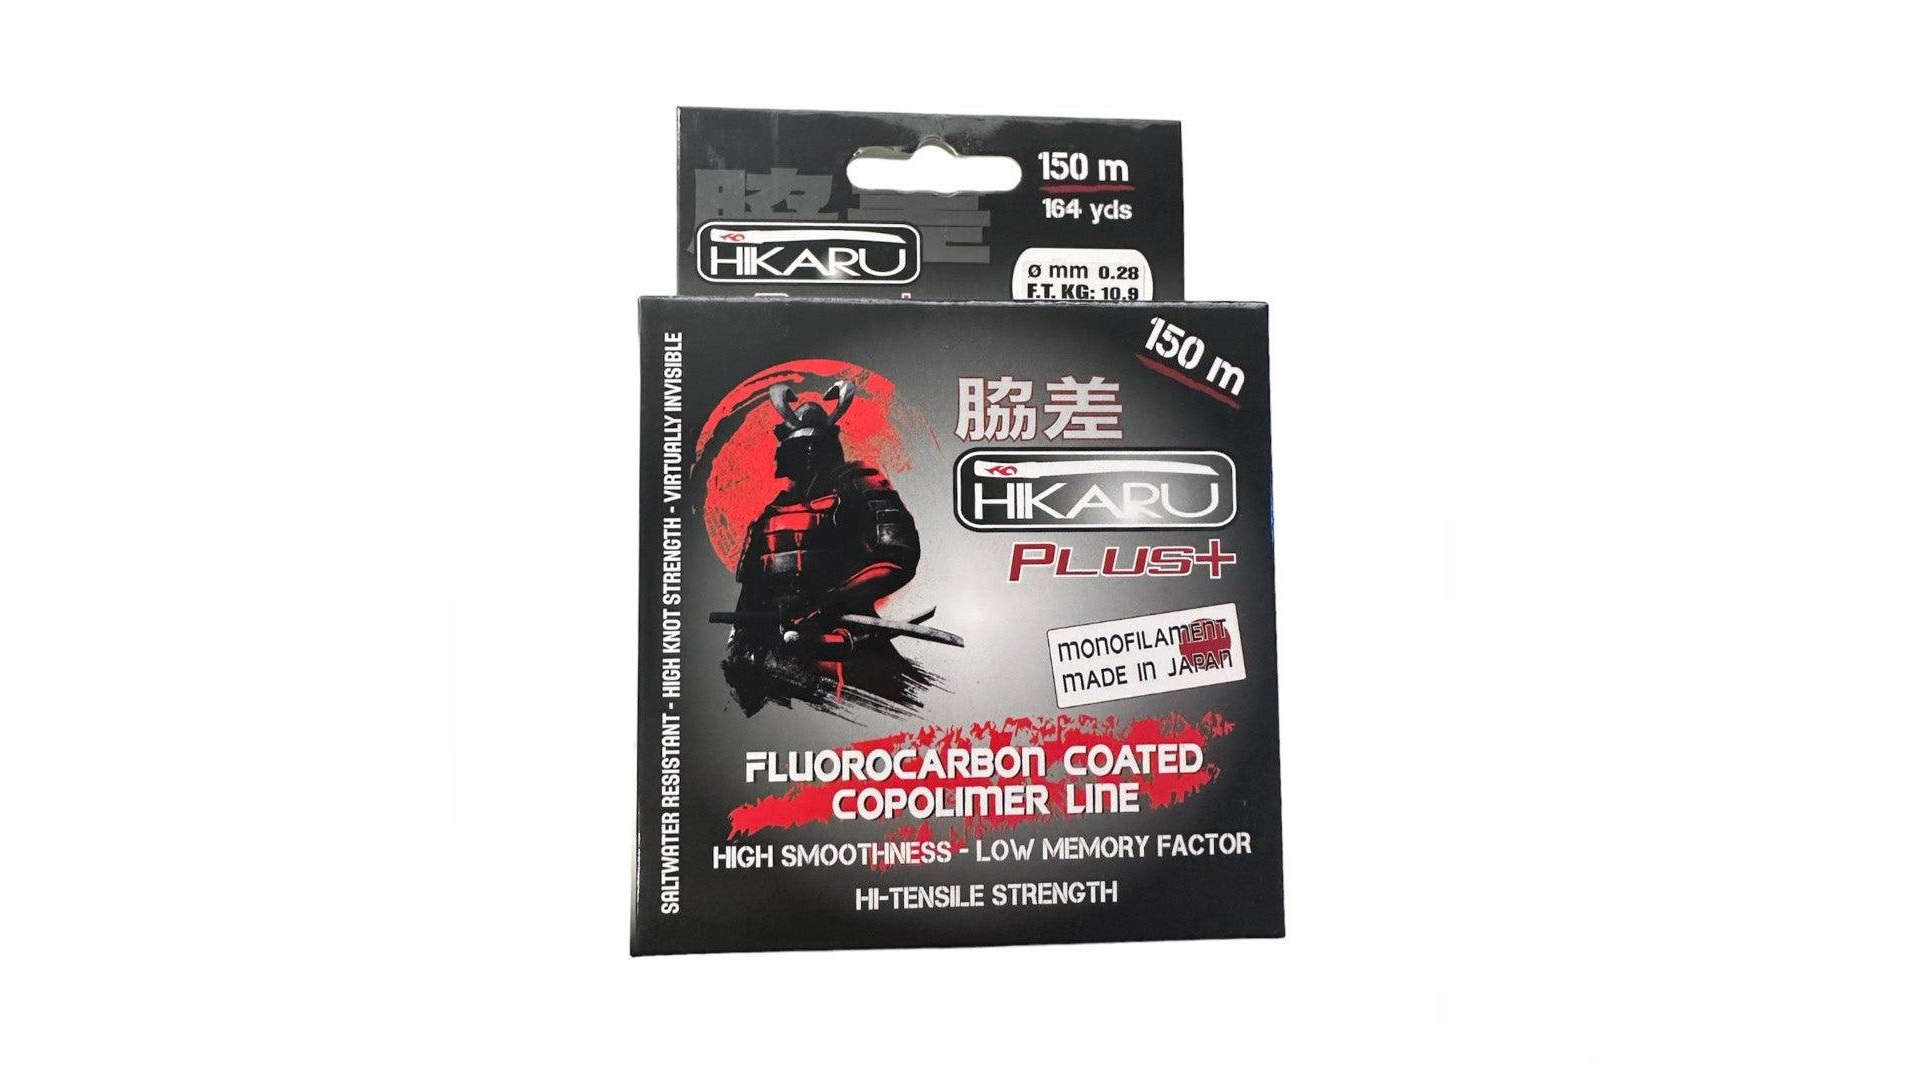 150 m
164 yds
脇差
HIKARU
Ø mm 0.28
F.T. KG: 10.9
150 m
脇差
HIKARU
PLUS+
MONOFILAMENT
MADE IN JAPAN
FLUOROCARBON COATED
COPOLIMER LINE
HIGH SMOOTHNESS - LOW MEMORY FACTOR
HI-TENSILE STRENGTH
SALTWATER RESISTANT - HIGH KNOT STRENGTH - VIRTUALLY INVISIBLE